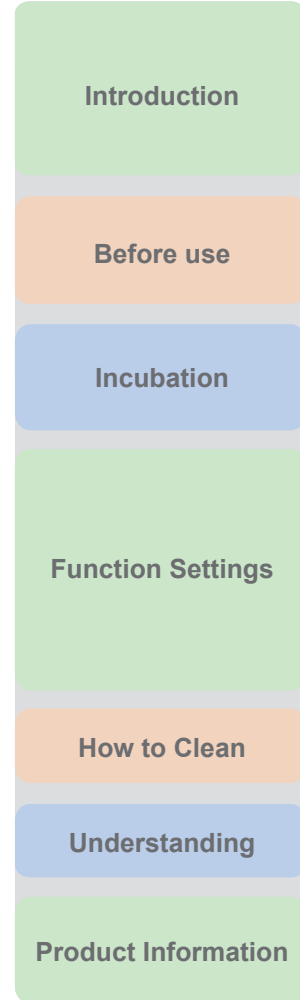 Introduction
Before use
Incubation
Function Settings
How to Clean
Understanding
Product Information